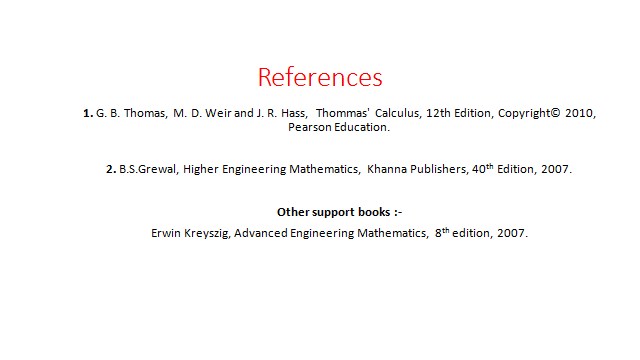 References
1. G. B. Thomas, M. D. Weir and J. R. Hass, Thommas' Calculus, 12th Edition, Copyright© 2010,
Pearson Education.
2. B.S.Grewal, Higher Engineering Mathematics, Khanna Publishers, 40th Edition, 2007.
Other support books :-
Erwin Kreyszig, Advanced Engineering Mathematics, 8th edition, 2007.